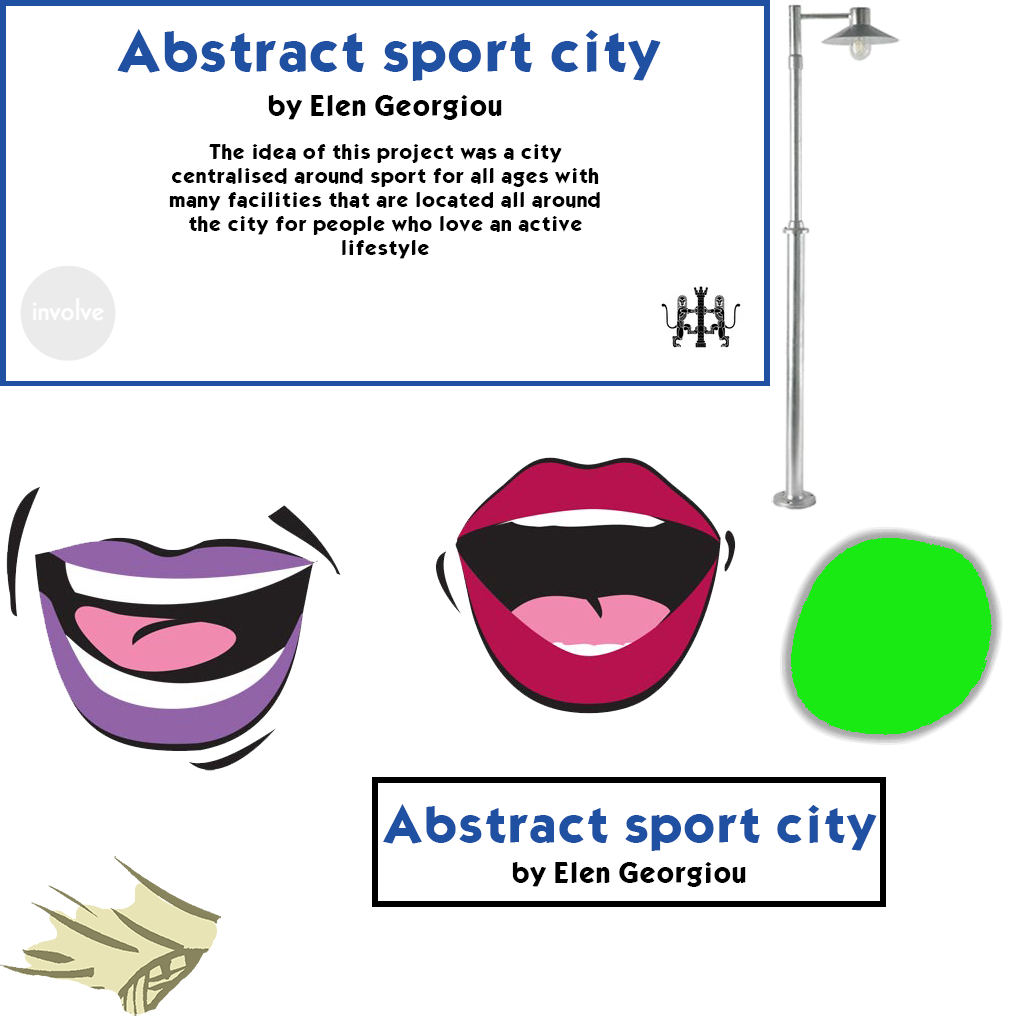 Abstract sport city
by Elen Georgiou
The idea of this project was a city
centralised around sport for all ages with
many facilities that are located all around
the city for people who love an active
lifestyle
involve
Abstract sport city
by Elen Georgiou